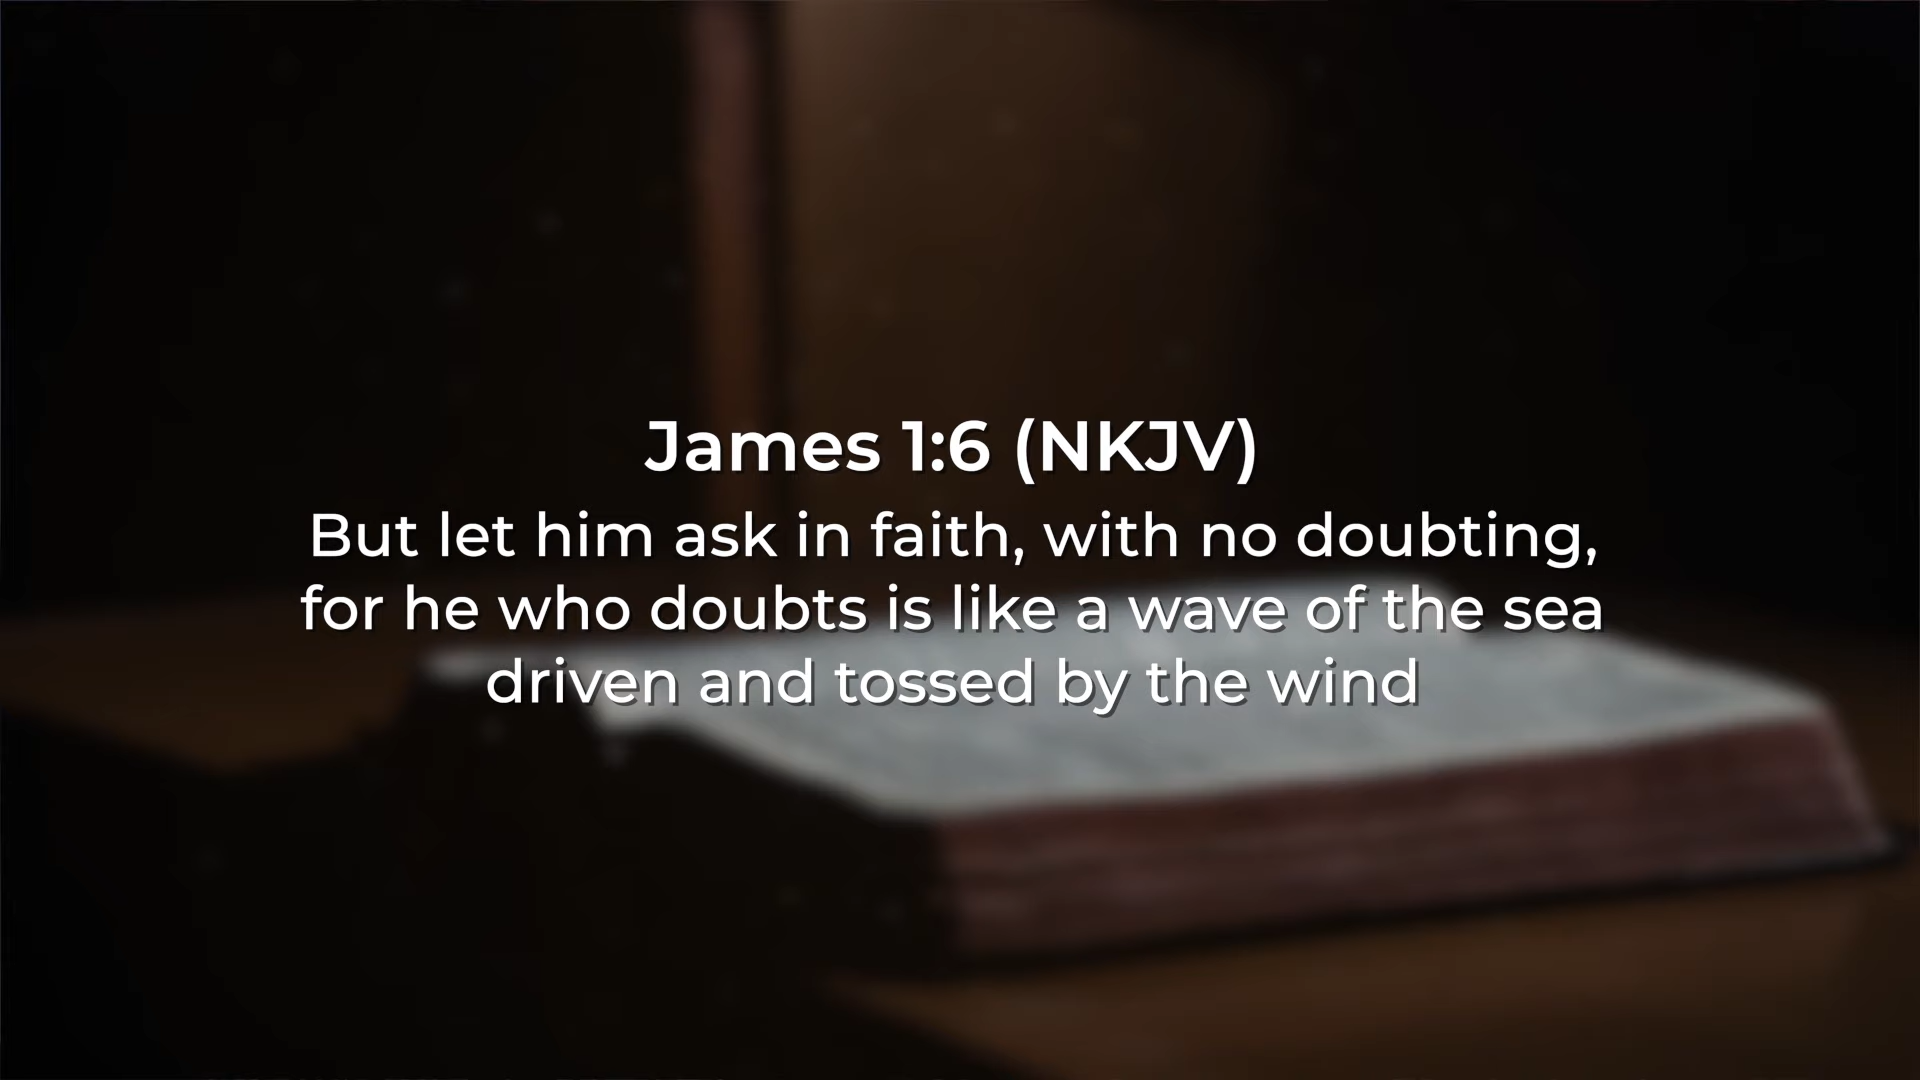 James 1:6 (NKJV)
But let him ask in faith, with no doubting,
for he who doubts is like a wave of the sea
driven and tossed by the wind